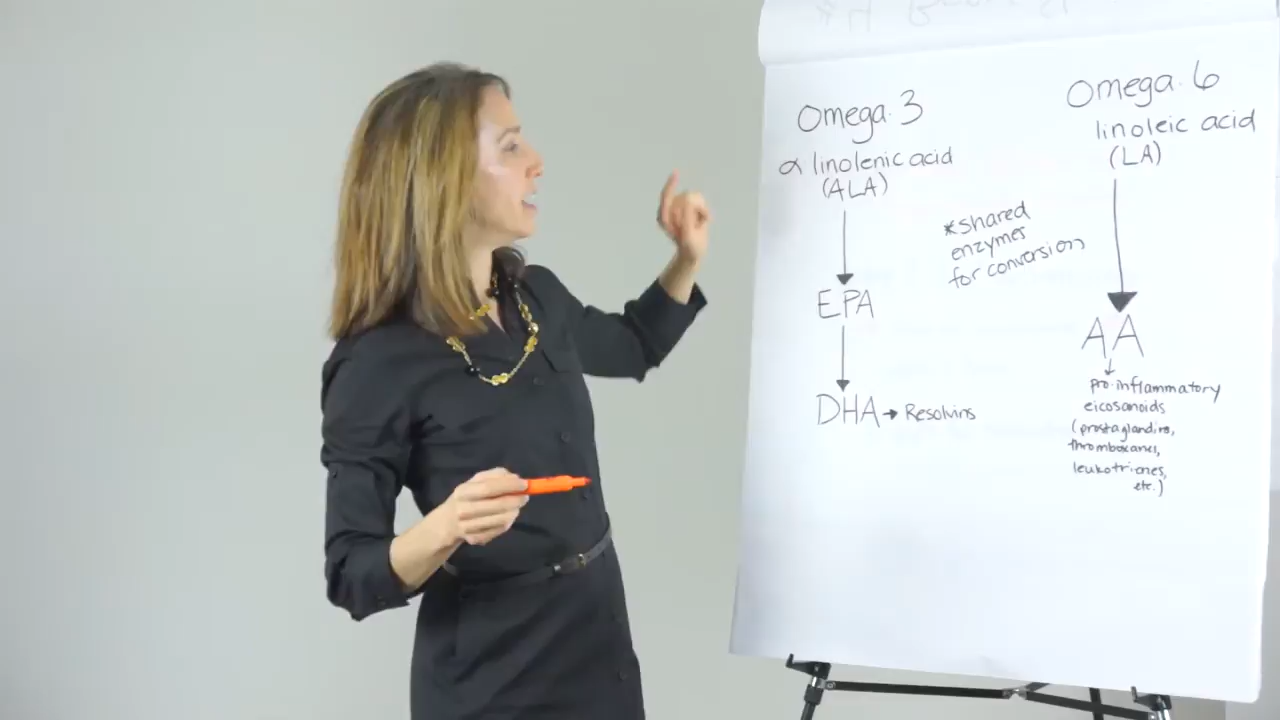 Omega·3
α linolenic acid
(ALA)
EPA
DHA → Resolvins
*shared
enzymes
for conversion
Omega·6
linoleic acid
(LA)
AA
pro·inflammatory
eicosanoids
(prostaglandins,
thromboxanes,
leukotrienes,
etc.)